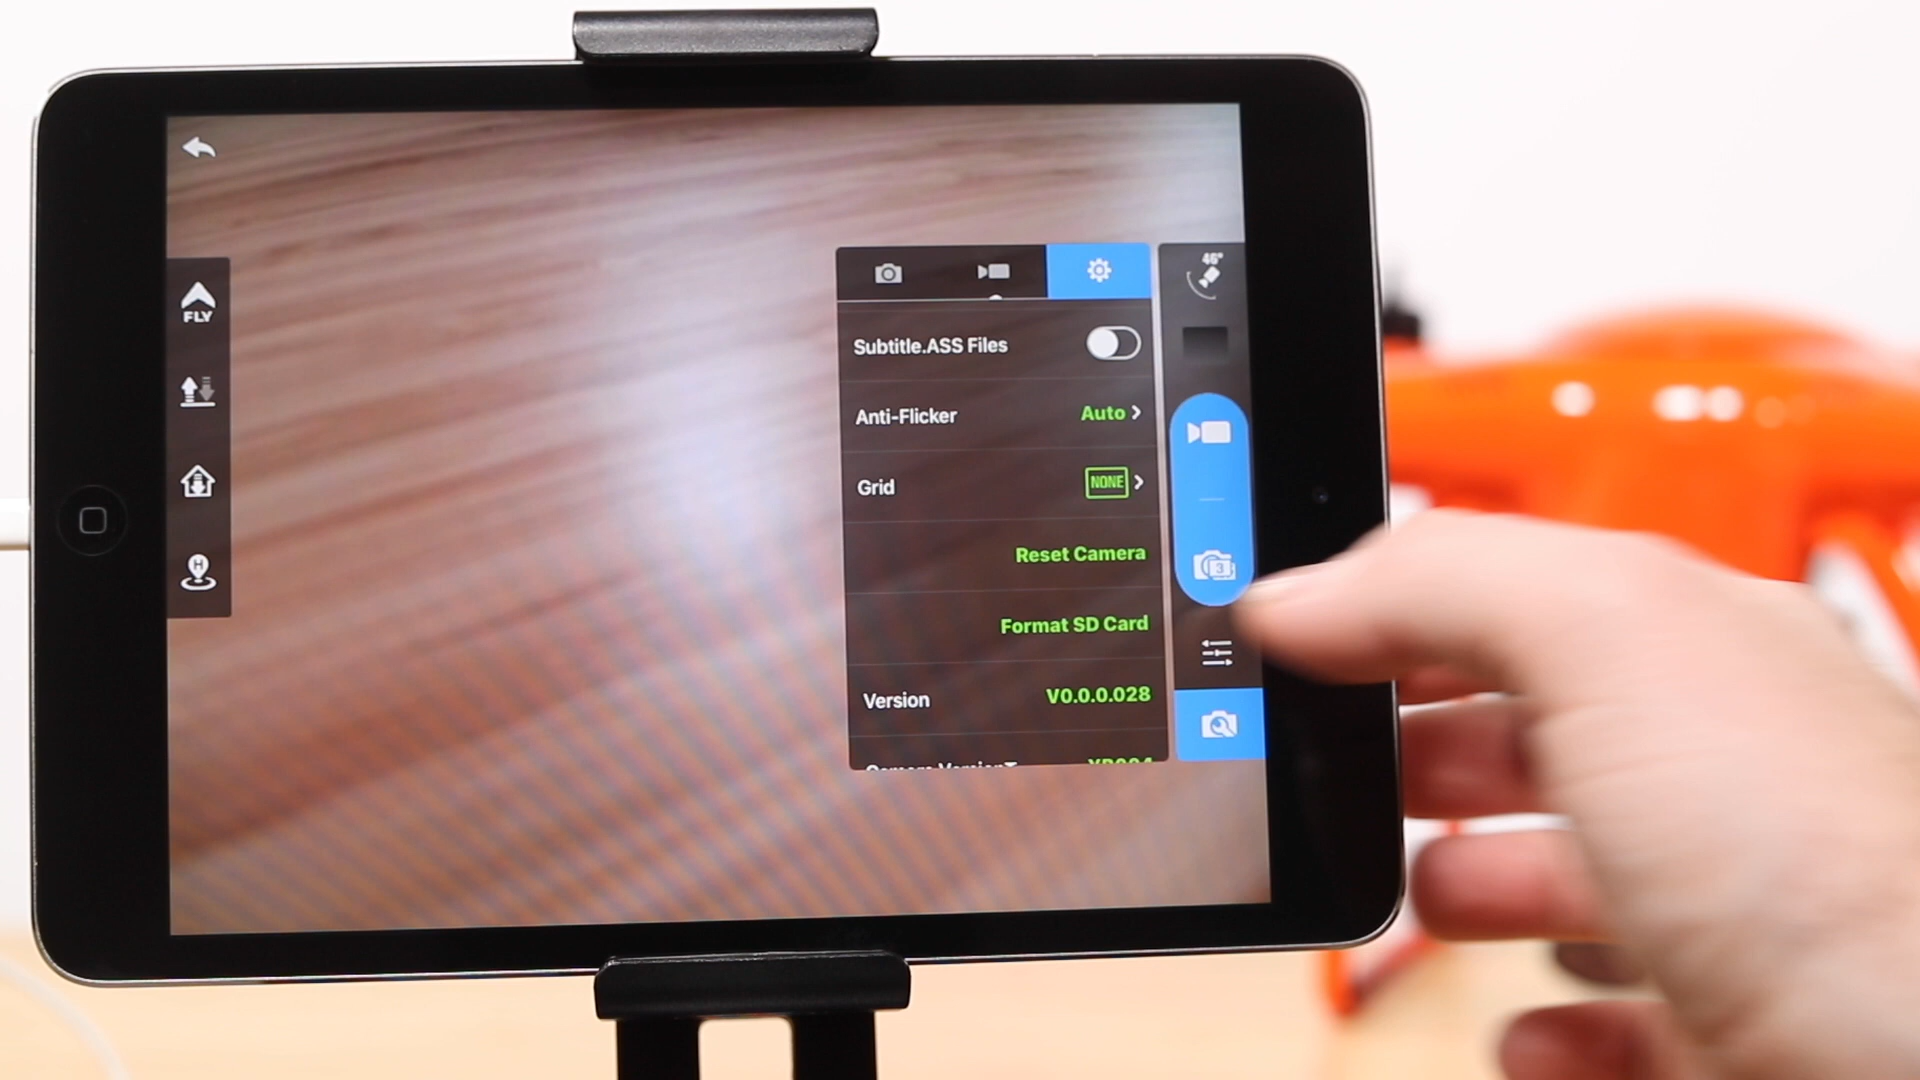 FLY
46°
Subtitle.ASS Files
Anti-Flicker Auto
Grid NONE
Reset Camera
3
Format SD Card
Version V0.0.0.028
H